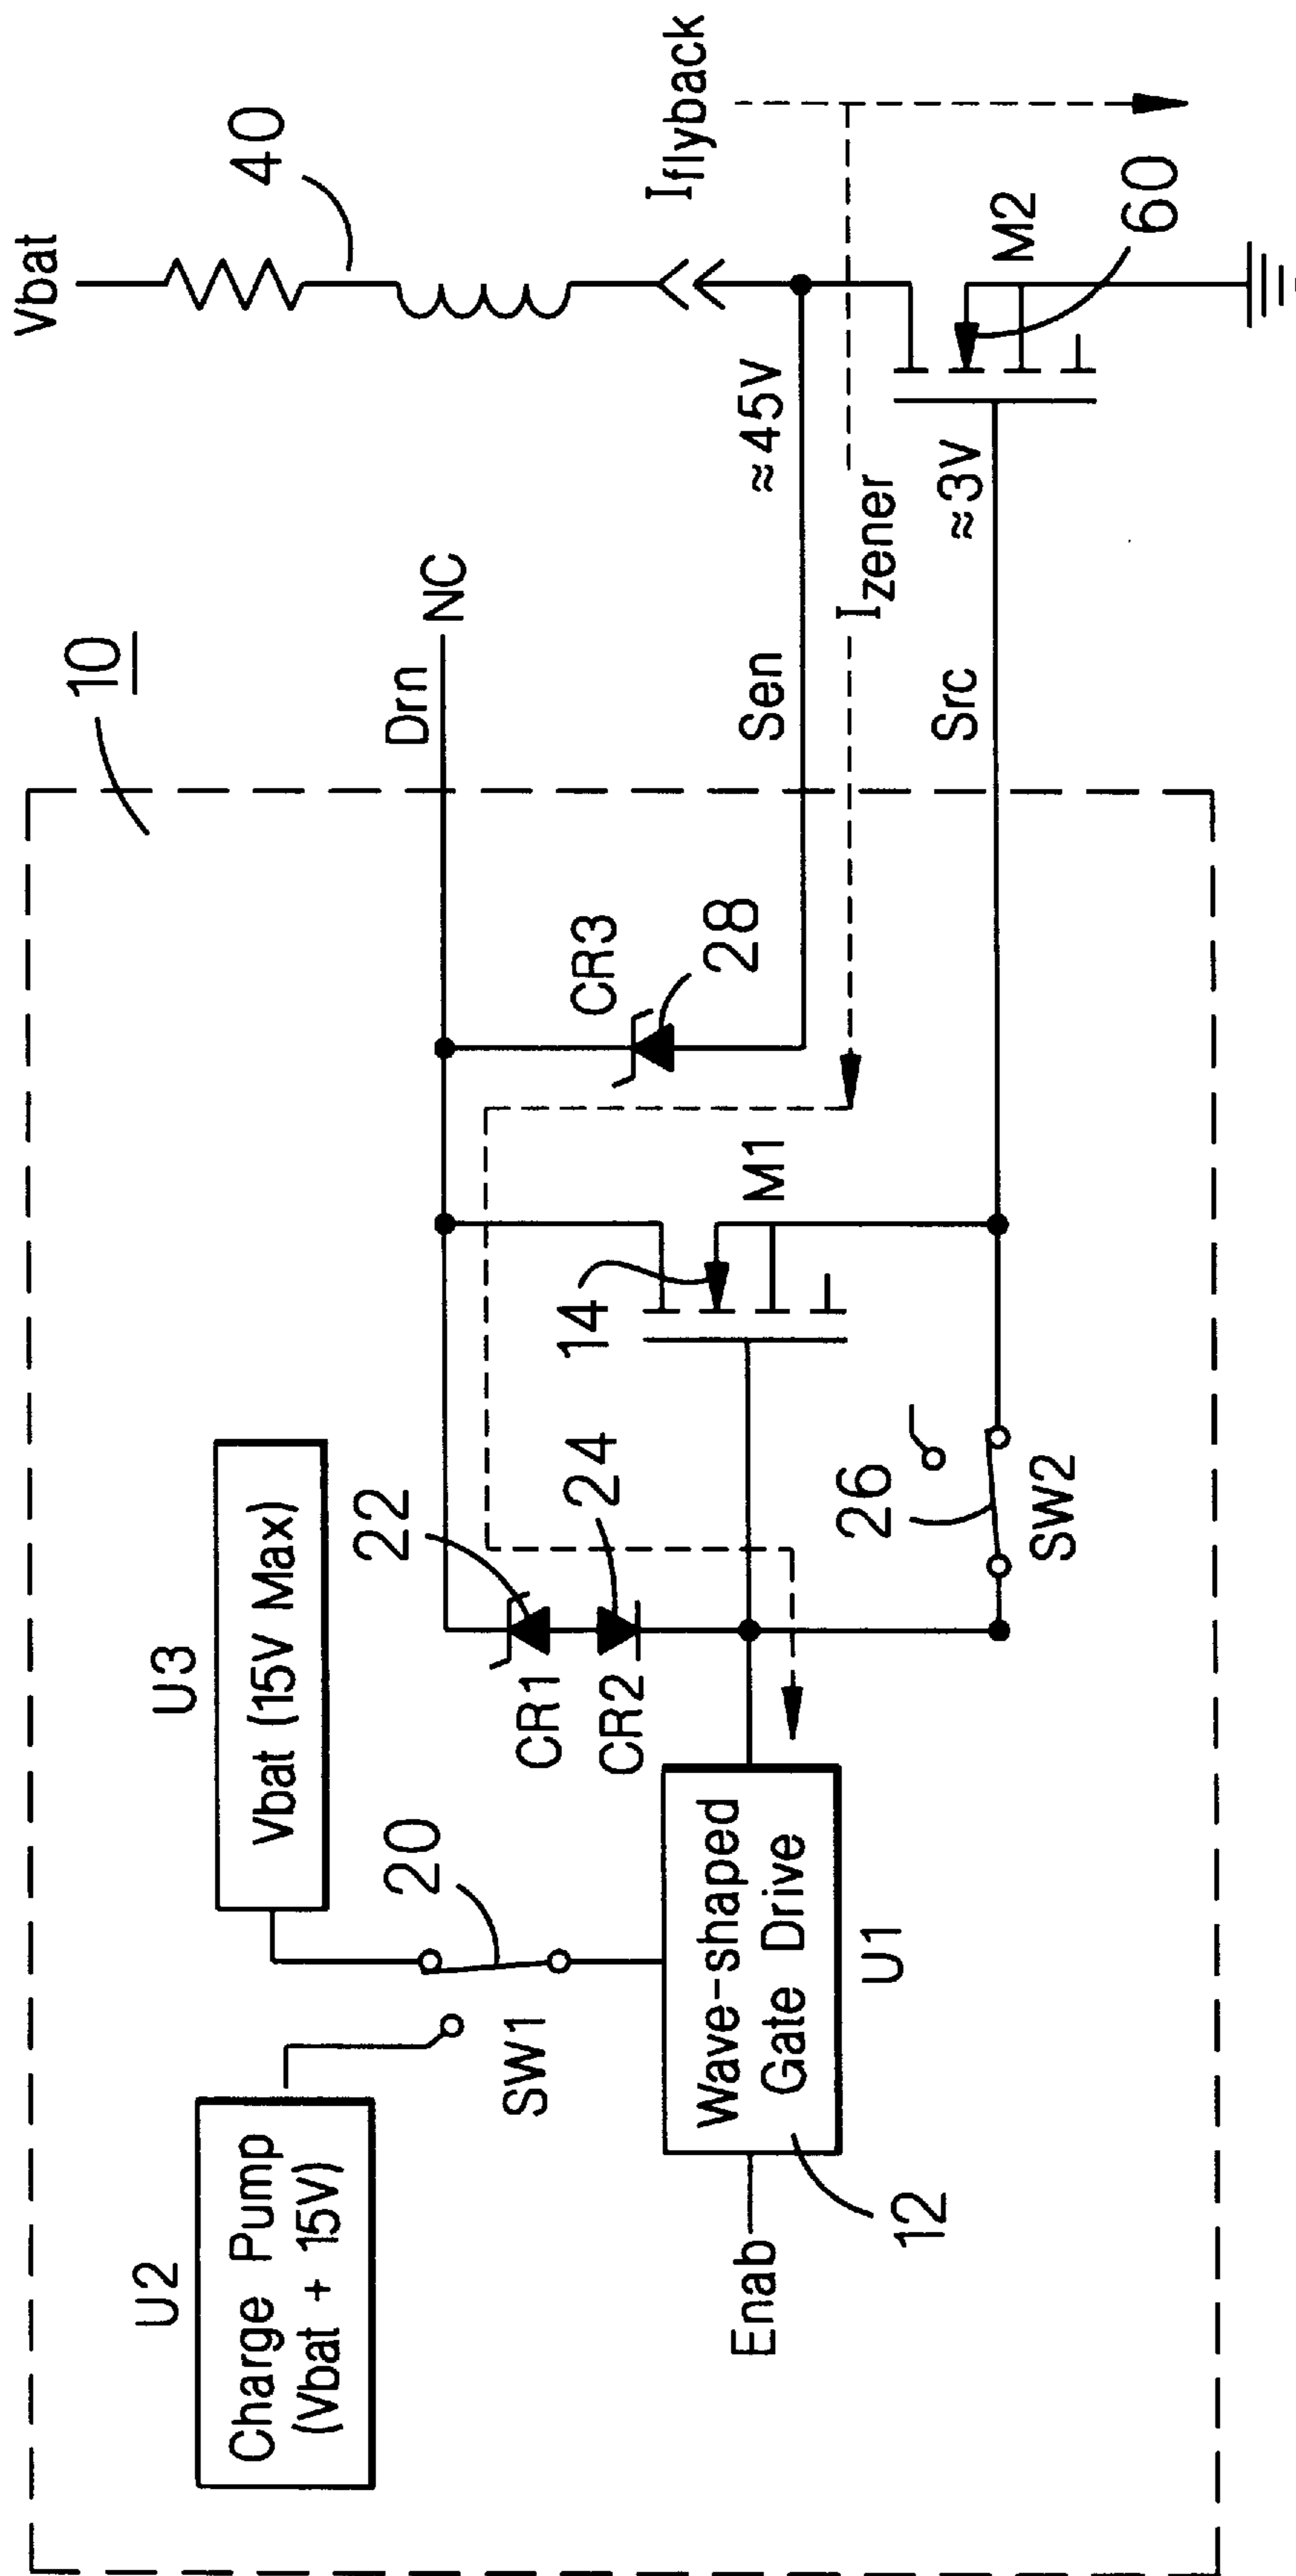 10
Vbat
40
U2
Charge Pump
(Vbat + 15V)
U3
Vbat (15V Max)
SW1
20
22
CR1
CR2
24
Drn
NC
CR3
28
14
M1
Sen
≈45V
Iflyback
Izener
Enab
Wave-shaped
Gate Drive
12
U1
26
SW2
Src
≈3V
M2
60